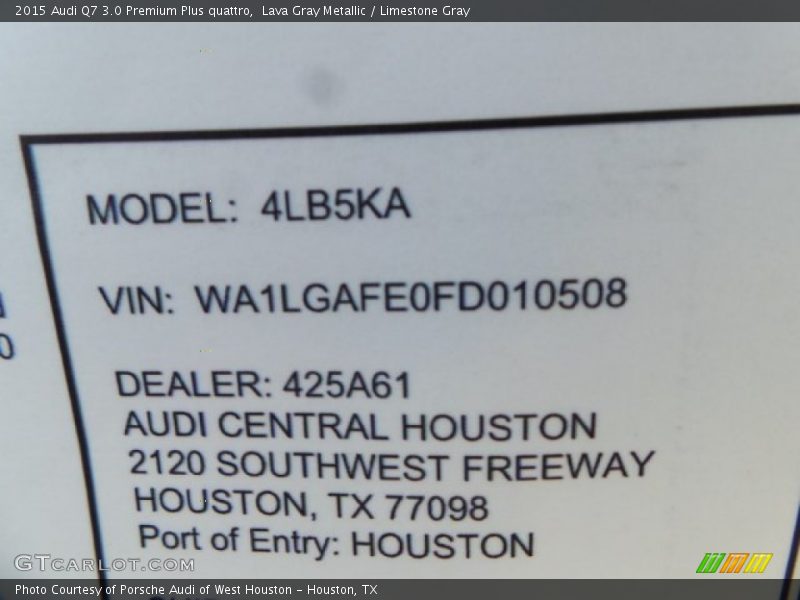 2015 Audi Q7 3.0 Premium Plus quattro,  Lava Gray Metallic / Limestone Gray
MODEL: 4LB5KA
VIN: WA1LGAFE0FD010508
0
DEALER: 425A61
AUDI CENTRAL HOUSTON
2120 SOUTHWEST FREEWAY
HOUSTON, TX 77098
Port of Entry: HOUSTON
GTCARLOT.COM
Photo Courtesy of Porsche Audi of West Houston - Houston, TX